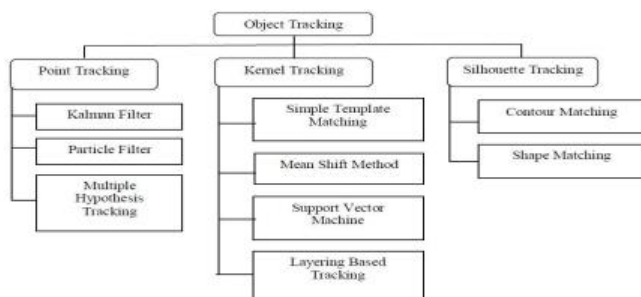 Object Tracking
Point Tracking
Kernel Tracking
Silhouette Tracking
Kalman Filter
Particle Filter
Multiple
Hypothesis
Tracking
Simple Template
Matching
Mean Shift Method
Support Vector
Machine
Layering Based
Tracking
Contour Matching
Shape Matching